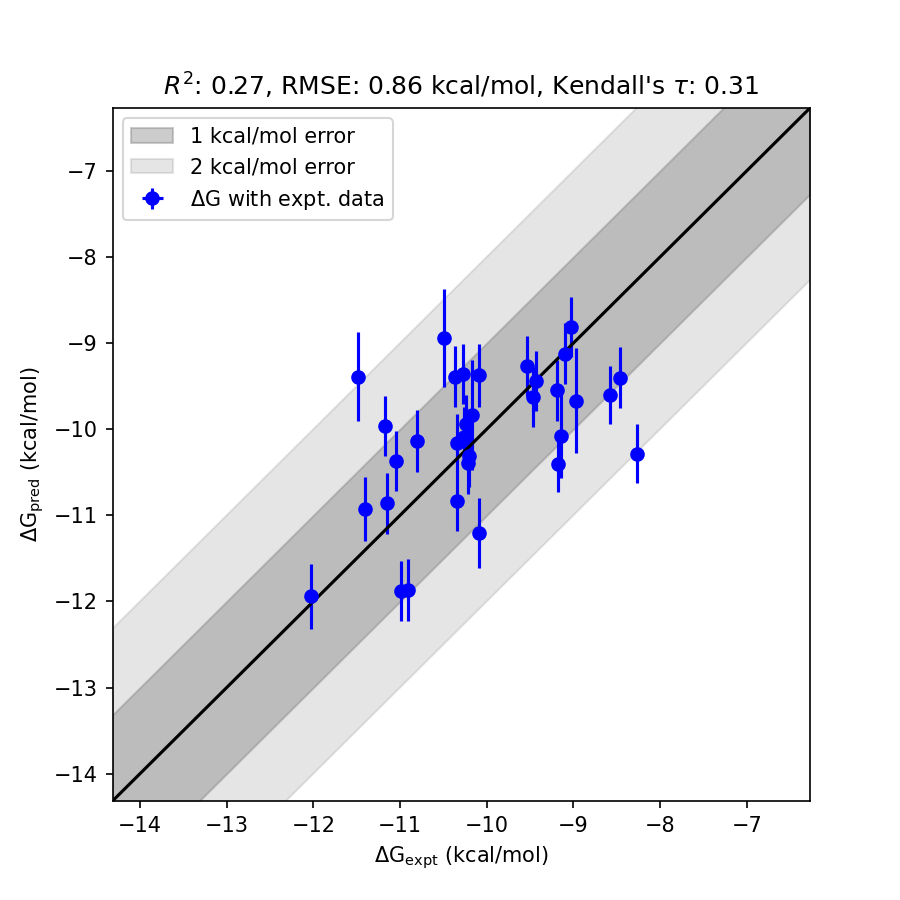 R²: 0.27, RMSE: 0.86 kcal/mol, Kendall's τ: 0.31
1 kcal/mol error
2 kcal/mol error
ΔG with expt. data
−7
−8
−9
−10
−11
−12
−13
−14
ΔGpred (kcal/mol)
−14 −13 −12 −11 −10 −9 −8 −7
ΔGexpt (kcal/mol)